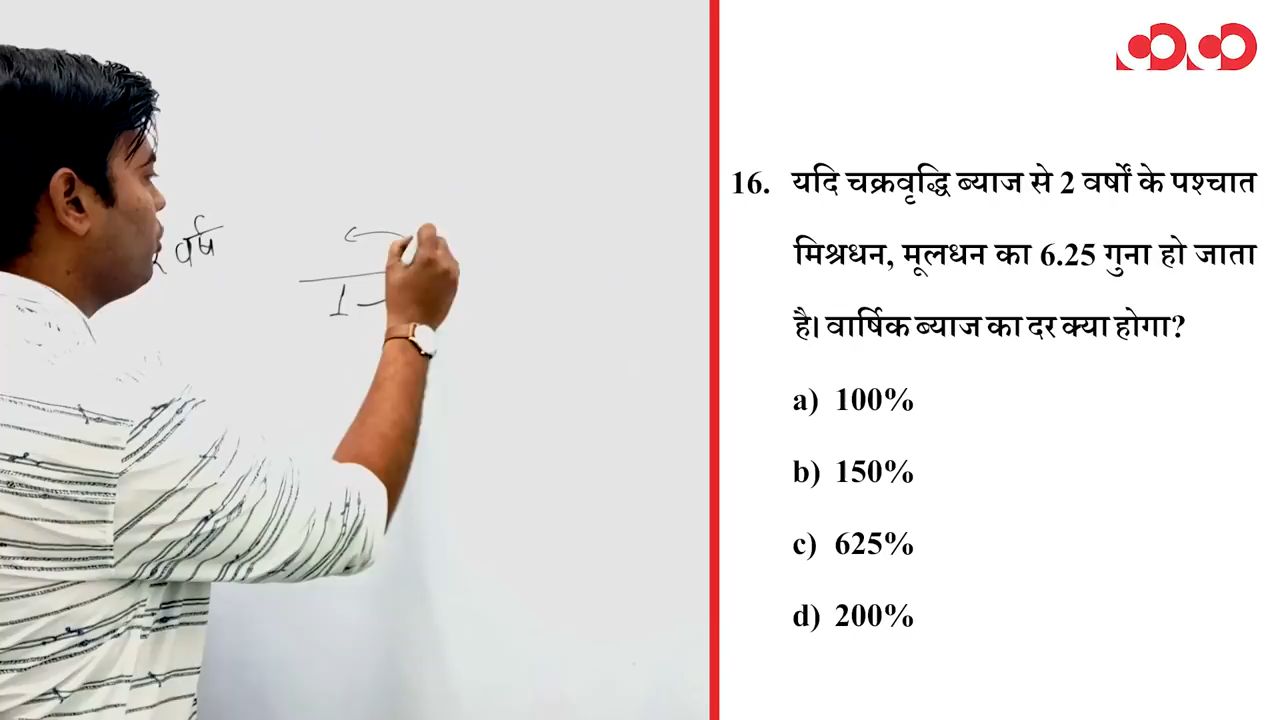 वर्ष
1 –
16. यदि चक्रवृद्धि ब्याज से 2 वर्षों के पश्चात
मिश्रधन, मूलधन का 6.25 गुना हो जाता
है। वार्षिक ब्याज का दर क्या होगा?
a) 100%
b) 150%
c) 625%
d) 200%